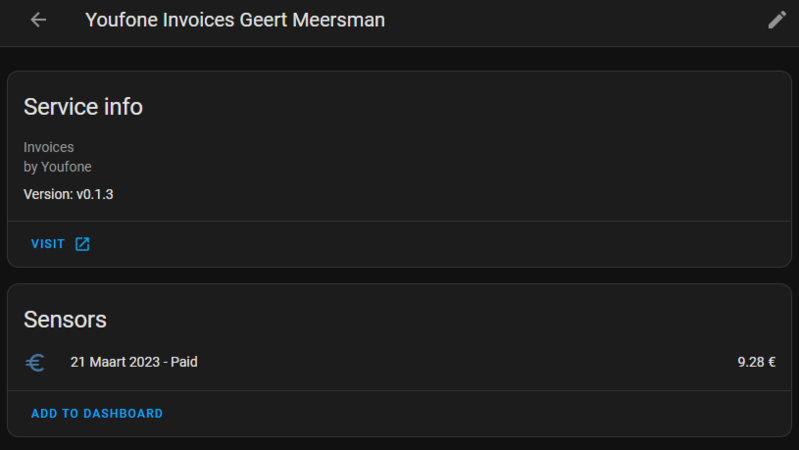 Youfone Invoices Geert Meersman
Service info
Invoices
by Youfone
Version: v0.1.3
VISIT
Sensors
€ 21 Maart 2023 - Paid 9.28 €
ADD TO DASHBOARD